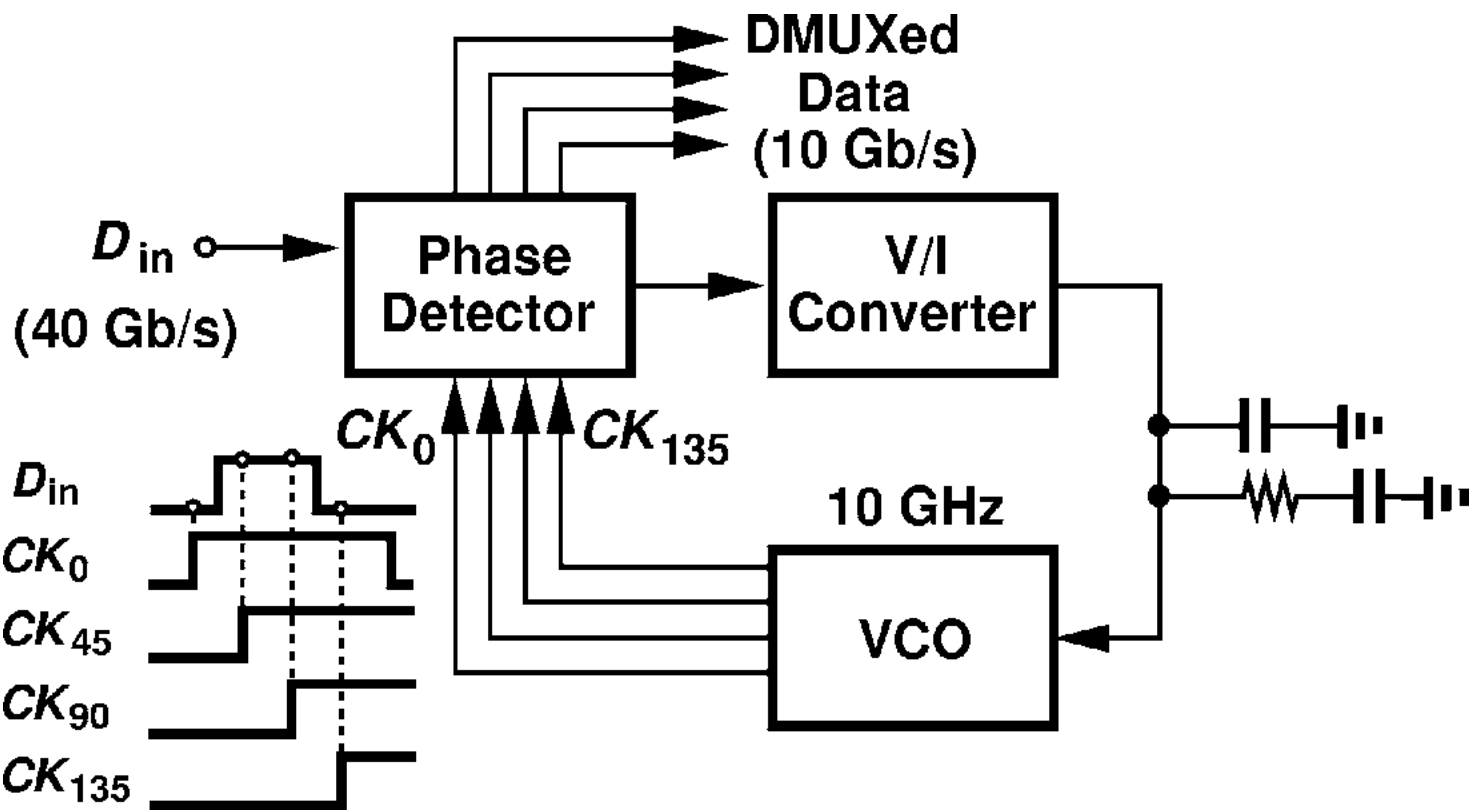 DMUXed
Data
(10 Gb/s)
Din
(40 Gb/s)
Phase
Detector
V/I
Converter
CK0
CK135
10 GHz
VCO
Din
CK0
CK45
CK90
CK135